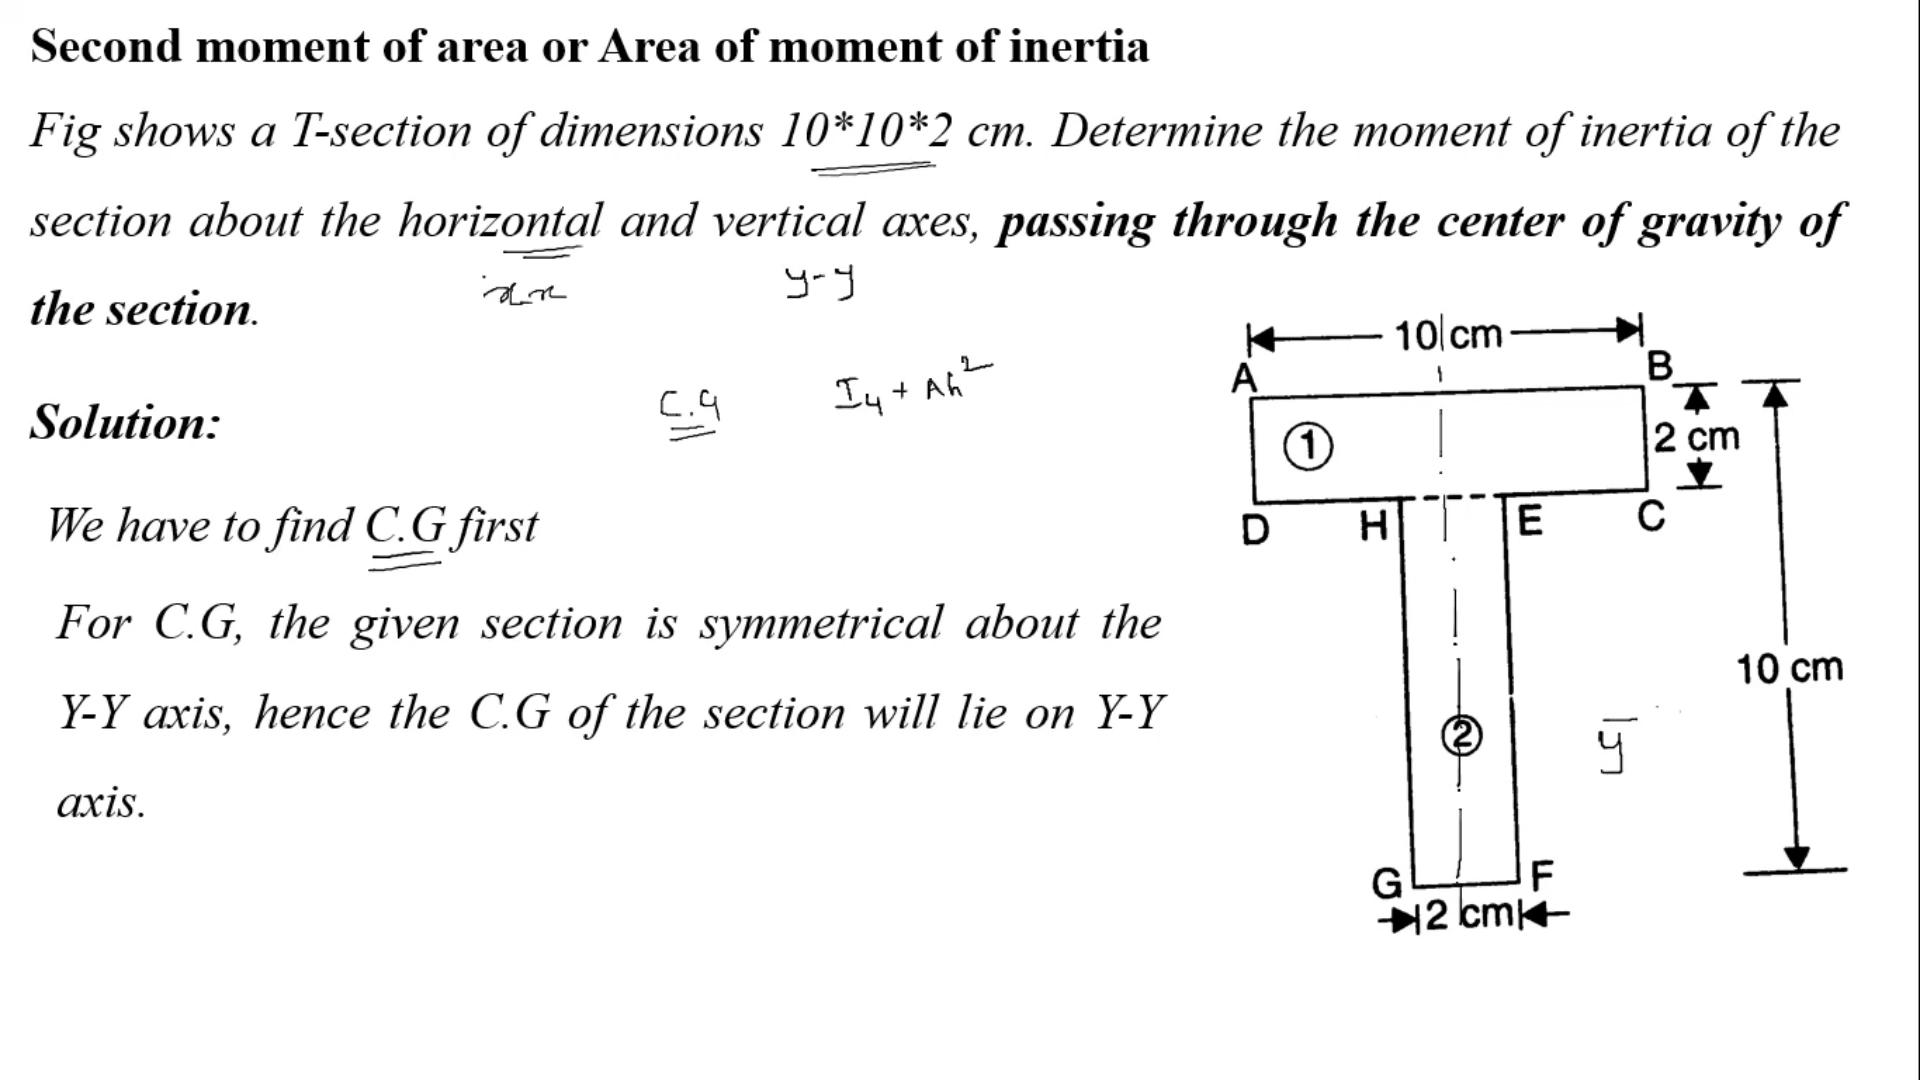 Second moment of area or Area of moment of inertia
Fig shows a T-section of dimensions 10*10*2 cm. Determine the moment of inertia of the
section about the horizontal and vertical axes, passing through the center of gravity of
the section.
xx
y-y
Solution:
C.G
IG + Ah²
We have to find C.G first
For C.G, the given section is symmetrical about the
Y-Y axis, hence the C.G of the section will lie on Y-Y
axis.
10 cm
A
B
1
2 cm
D
H
E
C
10 cm
2
ȳ
G
F
2 cm